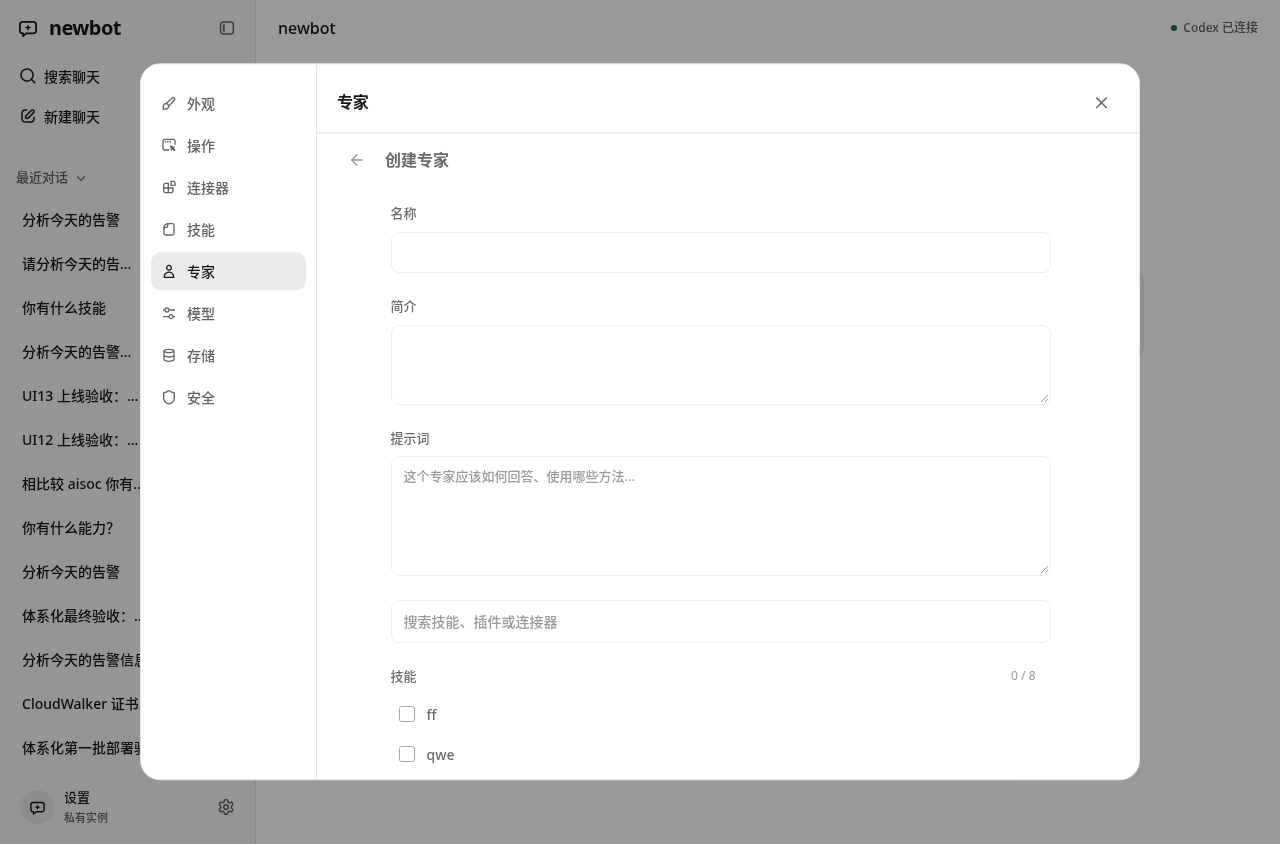 newbot
newbot
Codex 已连接
搜索聊天
新建聊天
最近对话
分析今天的告警
请分析今天的告...
你有什么技能
分析今天的告警...
UI13 上线验收：...
UI12 上线验收：...
相比较 aisoc 你有...
你有什么能力?
分析今天的告警
体系化最终验收：...
分析今天的告警信
CloudWalker 证书
体系化第一批部署
设置
私有实例
外观
操作
连接器
技能
专家
模型
存储
安全
专家
创建专家
名称
简介
提示词
这个专家应该如何回答、使用哪些方法...
搜索技能、插件或连接器
技能
0 / 8
ff
qwe